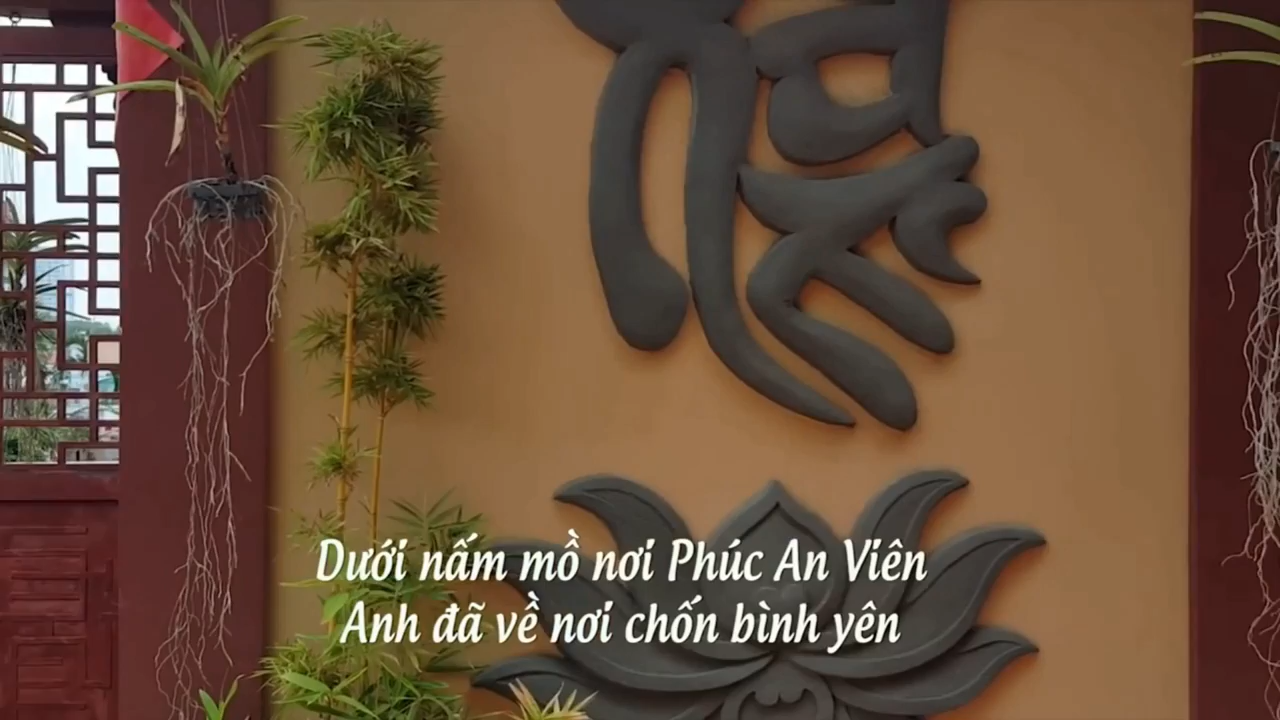 Dưới nấm mồ nơi Phúc An Viên
Anh đã về nơi chốn bình yên